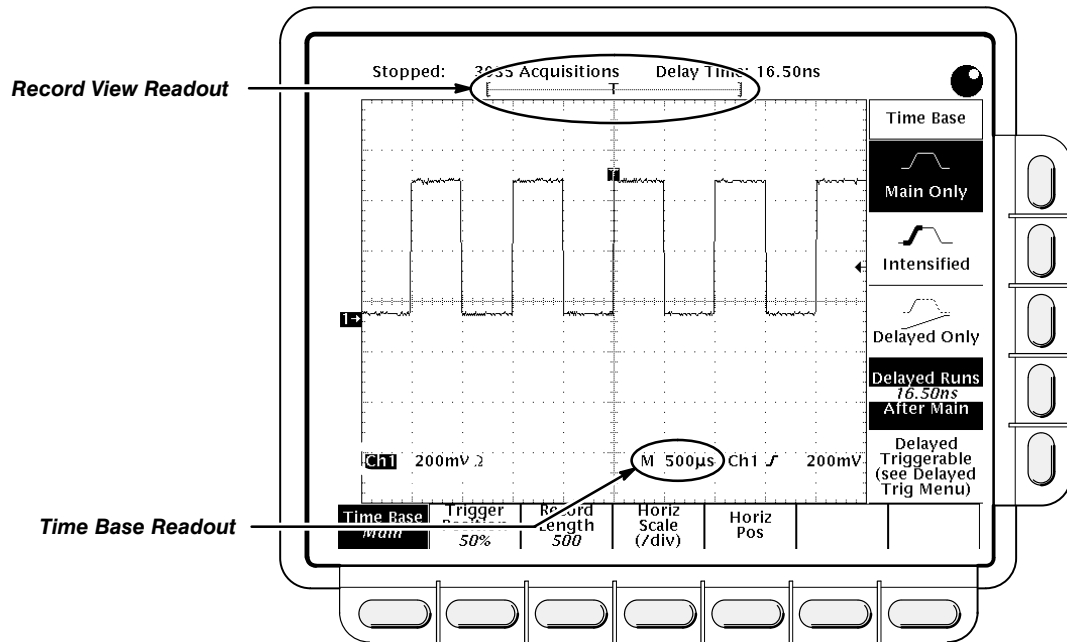 Record View Readout
Stopped: 3035 Acquisitions Delay Time: 16.50ns
T
Time Base
Main Only
Intensified
Delayed Only
Delayed Runs
16.50ns
After Main
Delayed
Triggerable
(see Delayed
Trig Menu)
T
1→
Ch1 200mV Ω M 500µs Ch1 200mV
Time Base Readout
Time Base
Main
Trigger
Position
50%
Record
Length
500
Horiz
Scale
(/div)
Horiz
Pos